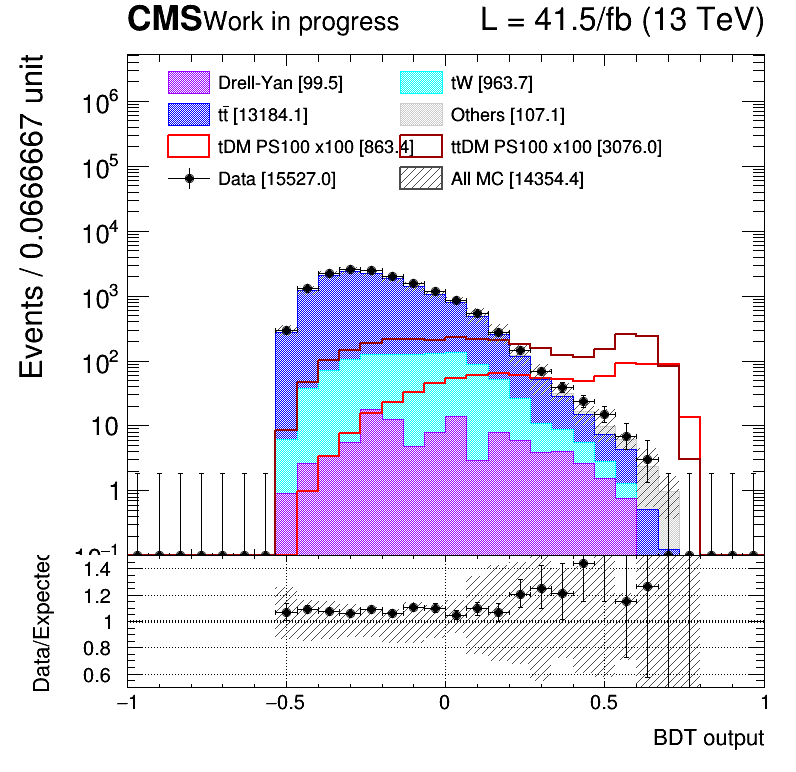 CMS Work in progress L = 41.5/fb (13 TeV)
Events / 0.0666667 unit
Drell-Yan [99.5] tW [963.7]
tt̄ [13184.1] Others [107.1]
tDM PS100 x100 [863.4] ttDM PS100 x100 [3076.0]
Data [15527.0] All MC [14354.4]
10⁶
10⁵
10⁴
10³
10²
10
1
10⁻¹
Data/Expected
1.4
1.2
1
0.8
0.6
−1 −0.5 0 0.5 1
BDT output